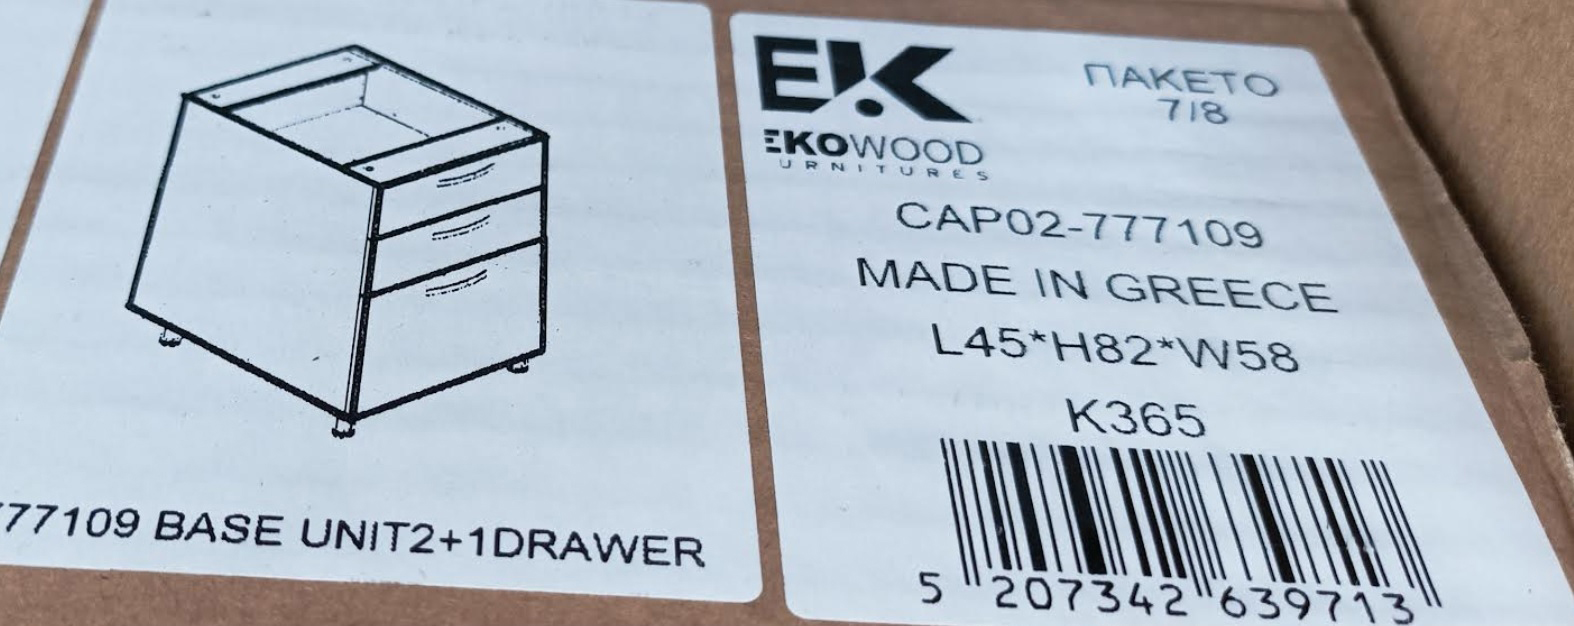 777109 BASE UNIT2+1DRAWER
EK
EKOWOOD
URNITURES
ΠΑΚΕΤΟ
7/8
CAP02-777109
MADE IN GREECE
L45*H82*W58
K365
5 207342 639713